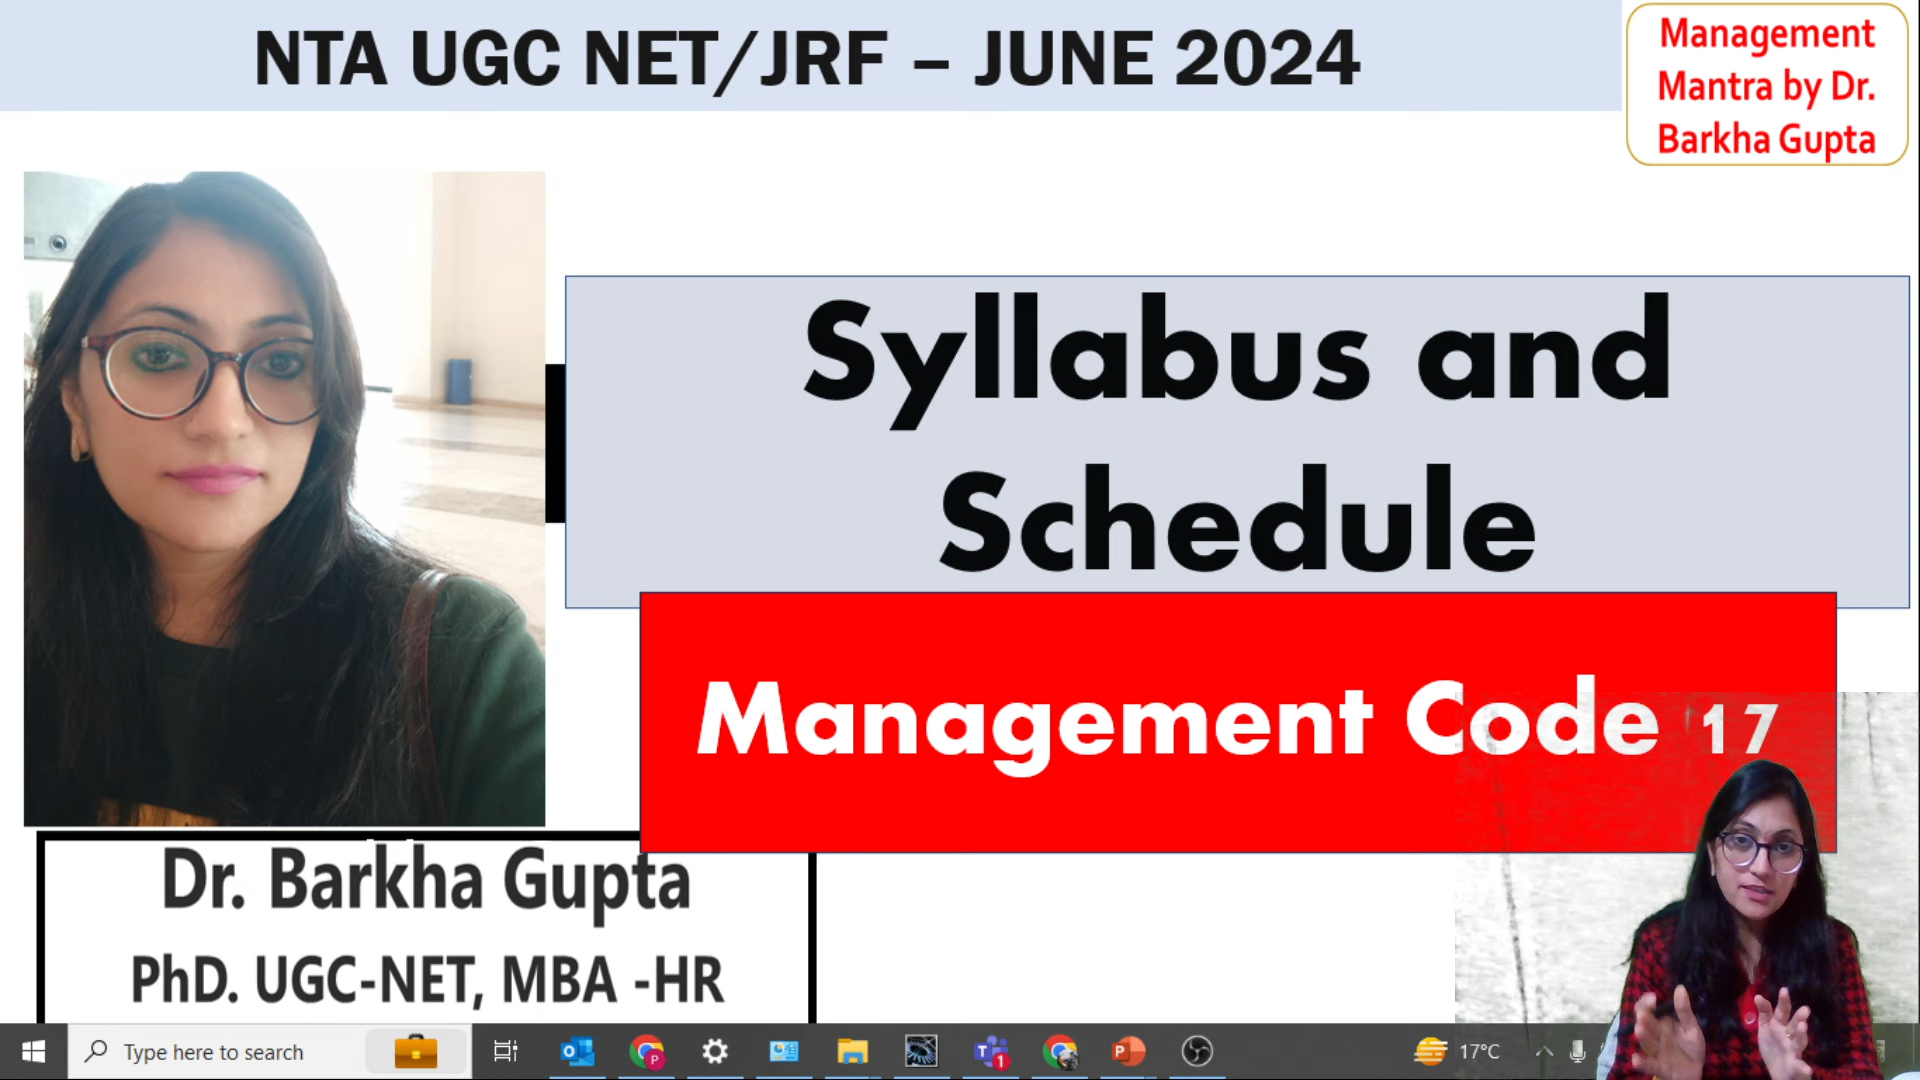 NTA UGC NET/JRF – JUNE 2024
Management
Mantra by Dr.
Barkha Gupta
Syllabus and
Schedule
Management Code 17
Dr. Barkha Gupta
PhD. UGC-NET, MBA -HR
Type here to search
17°C